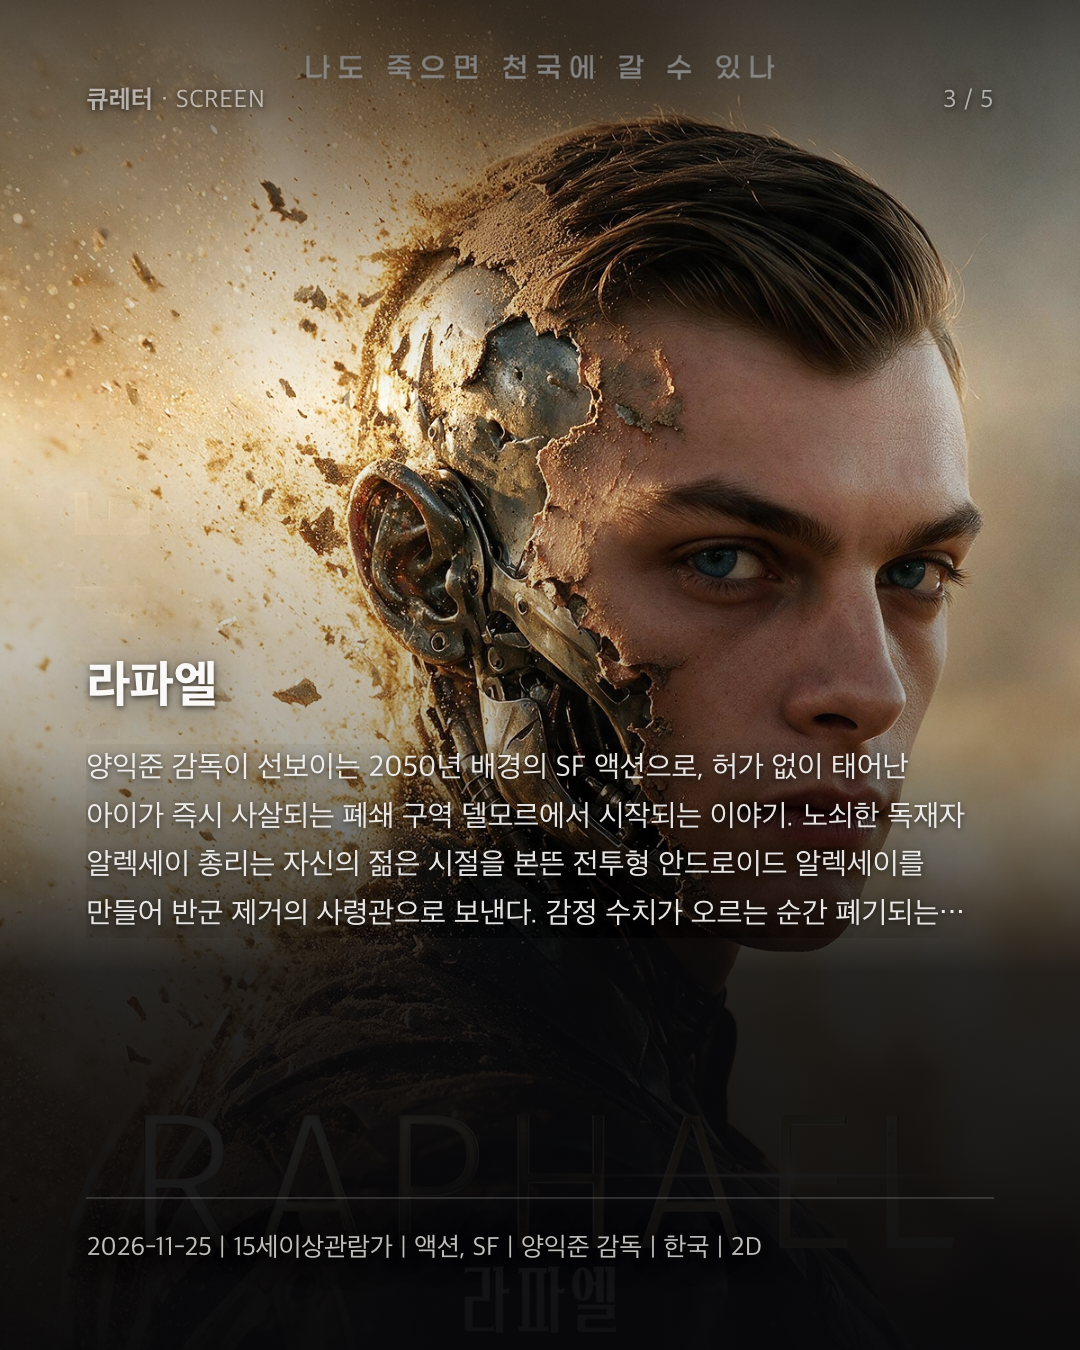 나도 죽으면 천국에 갈 수 있나
큐레터 · SCREEN
3 / 5
라파엘
양익준 감독이 선보이는 2050년 배경의 SF 액션으로, 허가 없이 태어난
아이가 즉시 사살되는 폐쇄 구역 델모르에서 시작되는 이야기. 노쇠한 독재자
알렉세이 총리는 자신의 젊은 시절을 본뜬 전투형 안드로이드 알렉세이를
만들어 반군 제거의 사령관으로 보낸다. 감정 수치가 오르는 순간 폐기되는…
RAPHAEL
2026-11-25 | 15세이상관람가 | 액션, SF | 양익준 감독 | 한국 | 2D
라파엘